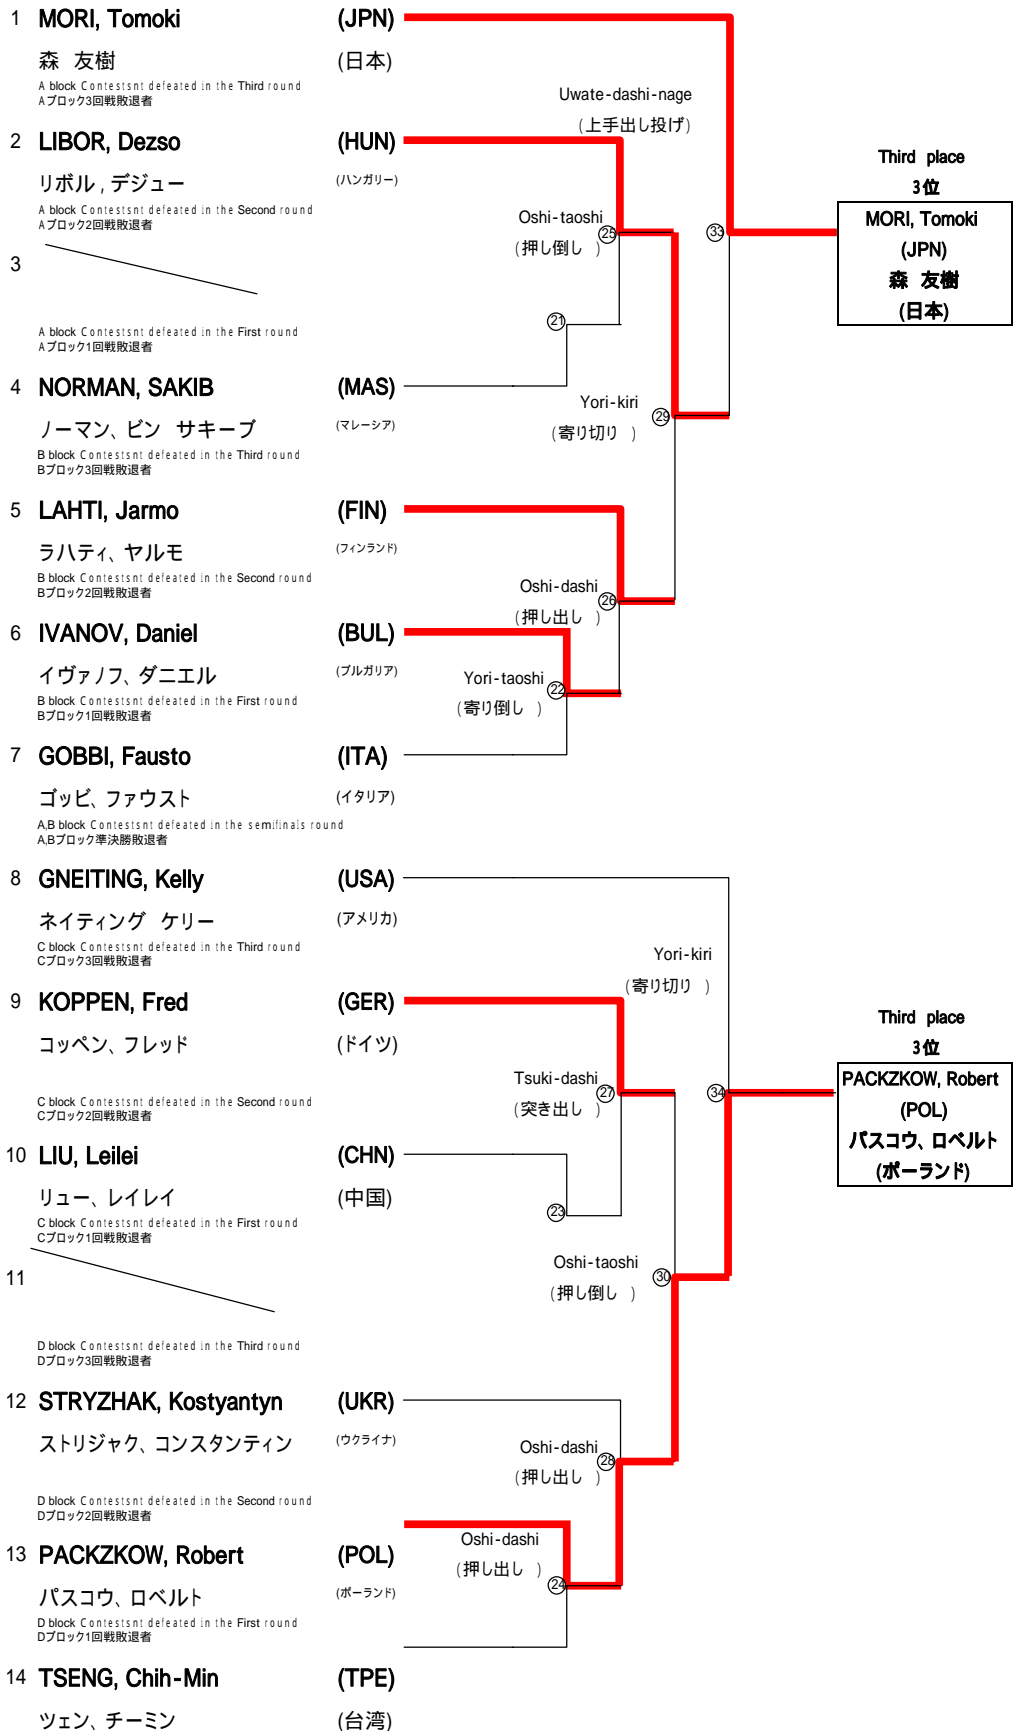 1 MORI, Tomoki (JPN)
森 友樹 (日本)
A block Contestsnt defeated in the Third round
Aブロック3回戦敗退者
Uwate-dashi-nage
(上手出し投げ)
2 LIBOR, Dezso (HUN)
リボル , デジュー (ハンガリー)
A block Contestsnt defeated in the Second round
Aブロック2回戦敗退者
Oshi-taoshi
(押し倒し )
25
33
Third place
3位
MORI, Tomoki
(JPN)
森 友樹
(日本)
3
A block Contestsnt defeated in the First round
Aブロック1回戦敗退者
21
4 NORMAN, SAKIB (MAS)
ノーマン、ビン サキーブ (マレーシア)
B block Contestsnt defeated in the Third round
Bブロック3回戦敗退者
Yori-kiri
(寄り切り )
29
5 LAHTI, Jarmo (FIN)
ラハティ、ヤルモ (フィンランド)
B block Contestsnt defeated in the Second round
Bブロック2回戦敗退者
Oshi-dashi
(押し出し )
26
6 IVANOV, Daniel (BUL)
イヴァノフ、ダニエル (ブルガリア)
B block Contestsnt defeated in the First round
Bブロック1回戦敗退者
Yori-taoshi
(寄り倒し )
22
7 GOBBI, Fausto (ITA)
ゴッビ、ファウスト (イタリア)
A,B block Contestsnt defeated in the semifinals round
A,Bブロック準決勝敗退者
8 GNEITING, Kelly (USA)
ネイティング ケリー (アメリカ)
C block Contestsnt defeated in the Third round
Cブロック3回戦敗退者
Yori-kiri
(寄り切り )
9 KOPPEN, Fred (GER)
コッペン、フレッド (ドイツ)
C block Contestsnt defeated in the Second round
Cブロック2回戦敗退者
Tsuki-dashi
(突き出し )
27
34
Third place
3位
PACKZKOW, Robert
(POL)
パスコウ、ロベルト
(ポーランド)
10 LIU, Leilei (CHN)
リュー、レイレイ (中国)
C block Contestsnt defeated in the First round
Cブロック1回戦敗退者
23
11
Oshi-taoshi
(押し倒し )
30
D block Contestsnt defeated in the Third round
Dブロック3回戦敗退者
12 STRYZHAK, Kostyantyn (UKR)
ストリジャク、コンスタンティン (ウクライナ)
Oshi-dashi
(押し出し )
28
D block Contestsnt defeated in the Second round
Dブロック2回戦敗退者
13 PACKZKOW, Robert (POL)
パスコウ、ロベルト (ポーランド)
Oshi-dashi
(押し出し )
24
D block Contestsnt defeated in the First round
Dブロック1回戦敗退者
14 TSENG, Chih-Min (TPE)
ツェン、チーミン (台湾)